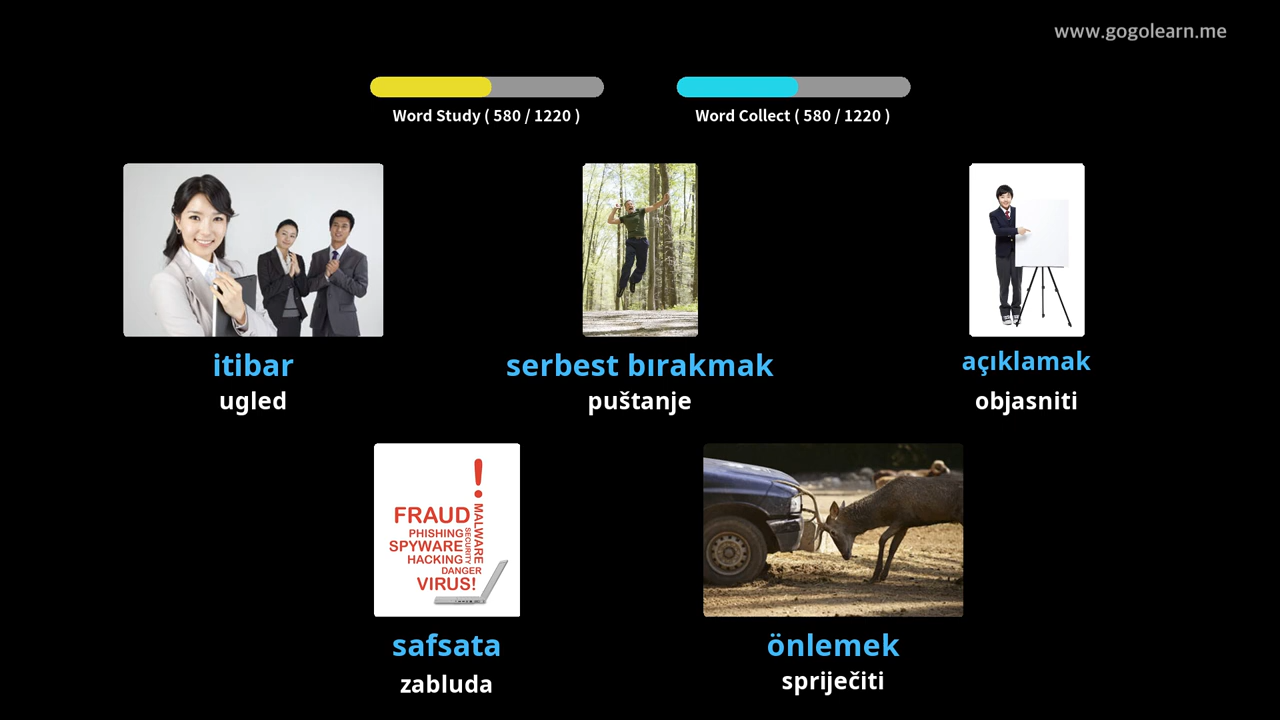 www.gogolearn.me
Word Study ( 580 / 1220 )
Word Collect ( 580 / 1220 )
itibar
ugled
serbest bırakmak
puštanje
açıklamak
objasniti
!
FRAUD
PHISHING
SPYWARE
HACKING
DANGER
VIRUS!
SECURITY
MALWARE
safsata
zabluda
önlemek
spriječiti